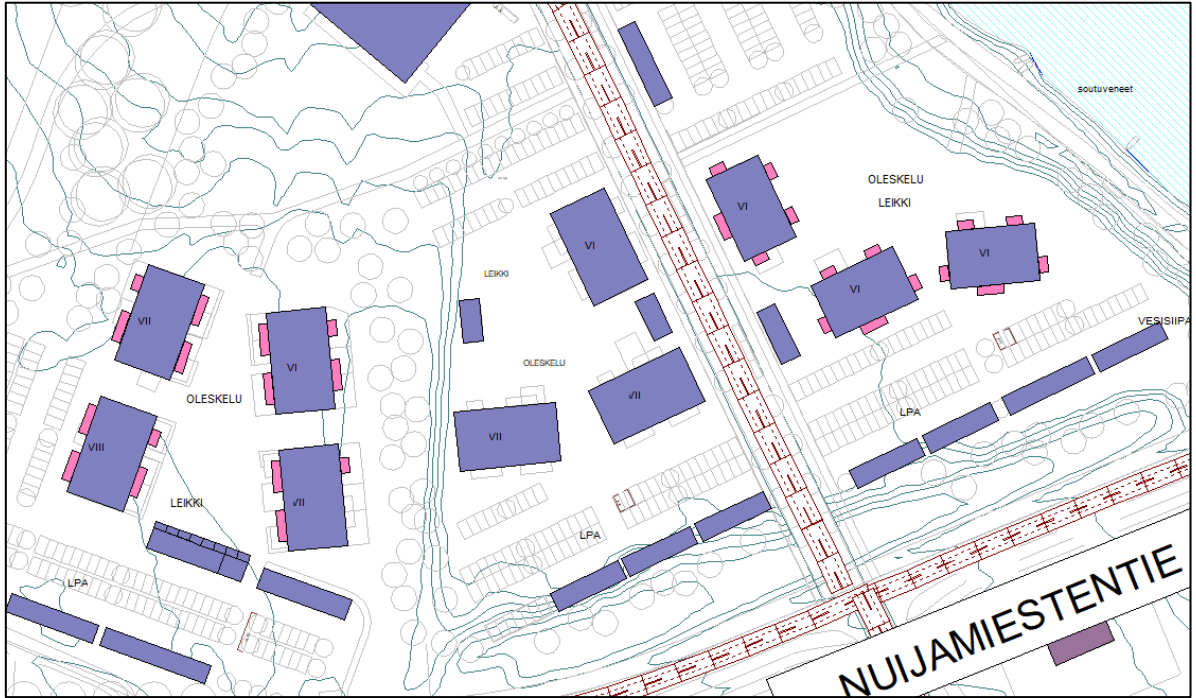 soutuveneet
OLESKELU
LEIKKI
VI
VI
VI
LEIKKI
VI
VESISIIPA
VII
VI
OLESKELU
OLESKELU
VII
VII
LPA
VIII
LEIKKI
VII
LPA
LPA
NUIJAMIESTENTIE